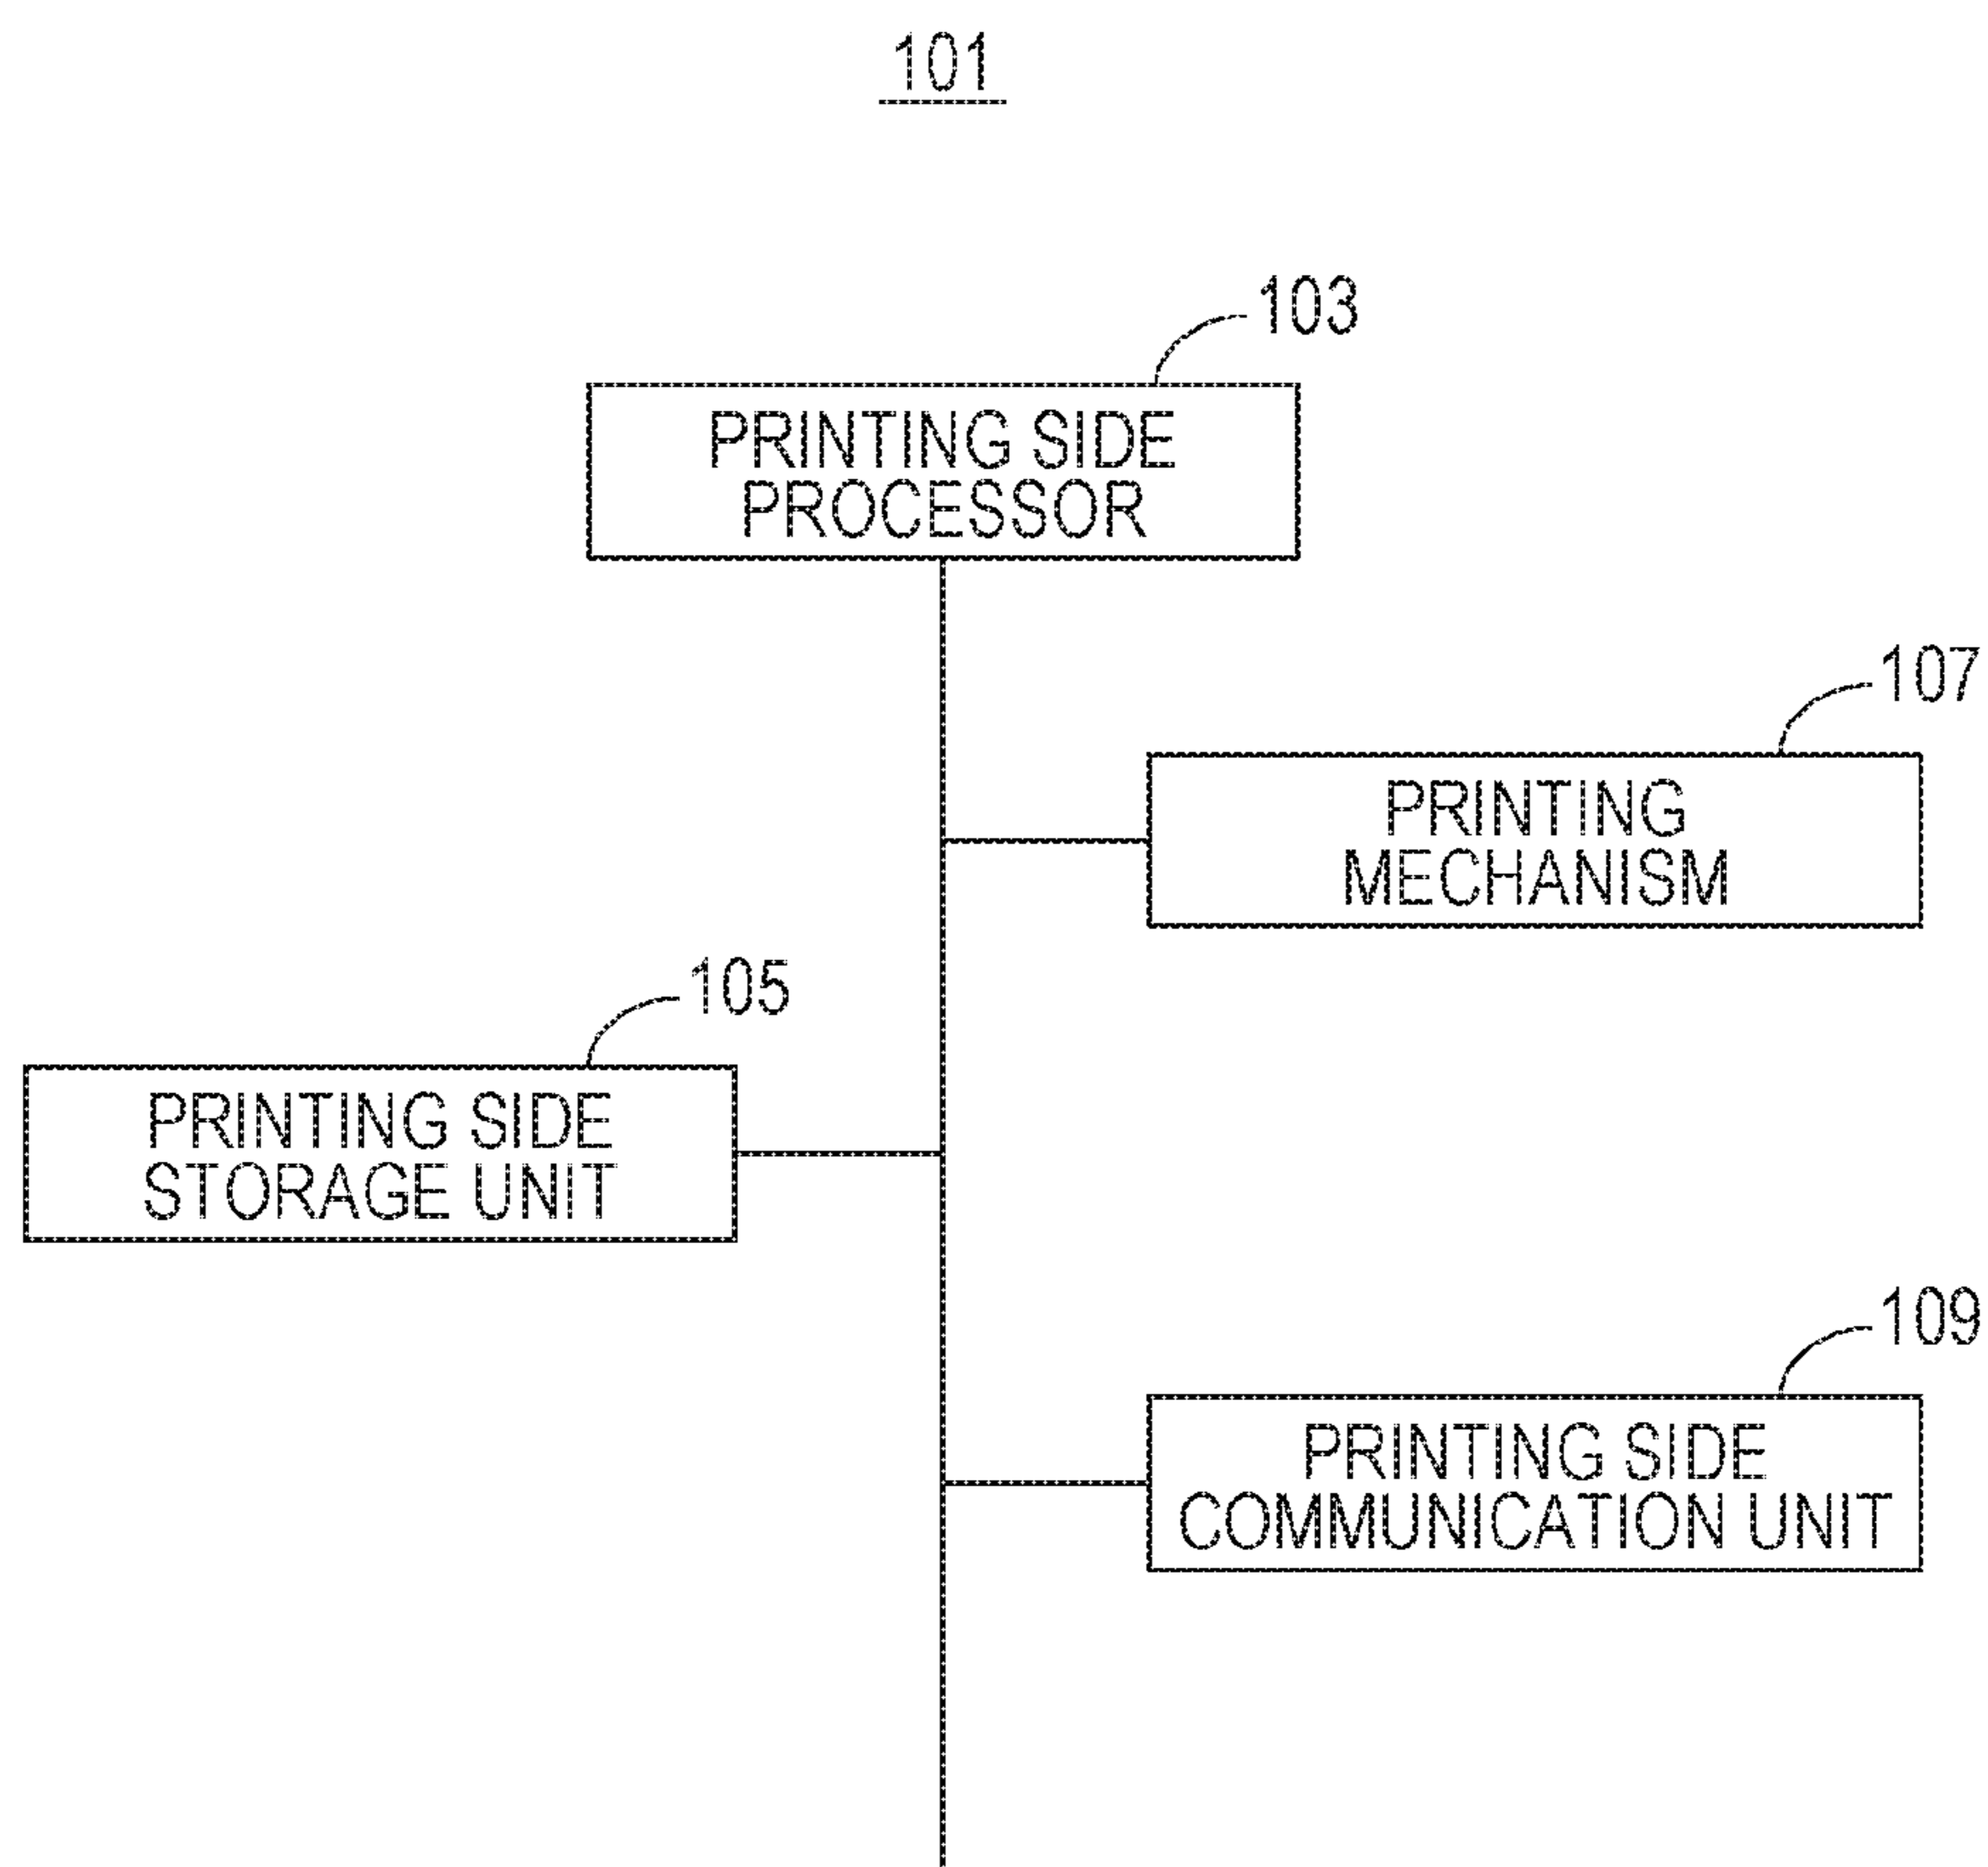 101
103
PRINTING SIDE
PROCESSOR
107
PRINTING
MECHANISM
105
PRINTING SIDE
STORAGE UNIT
109
PRINTING SIDE
COMMUNICATION UNIT